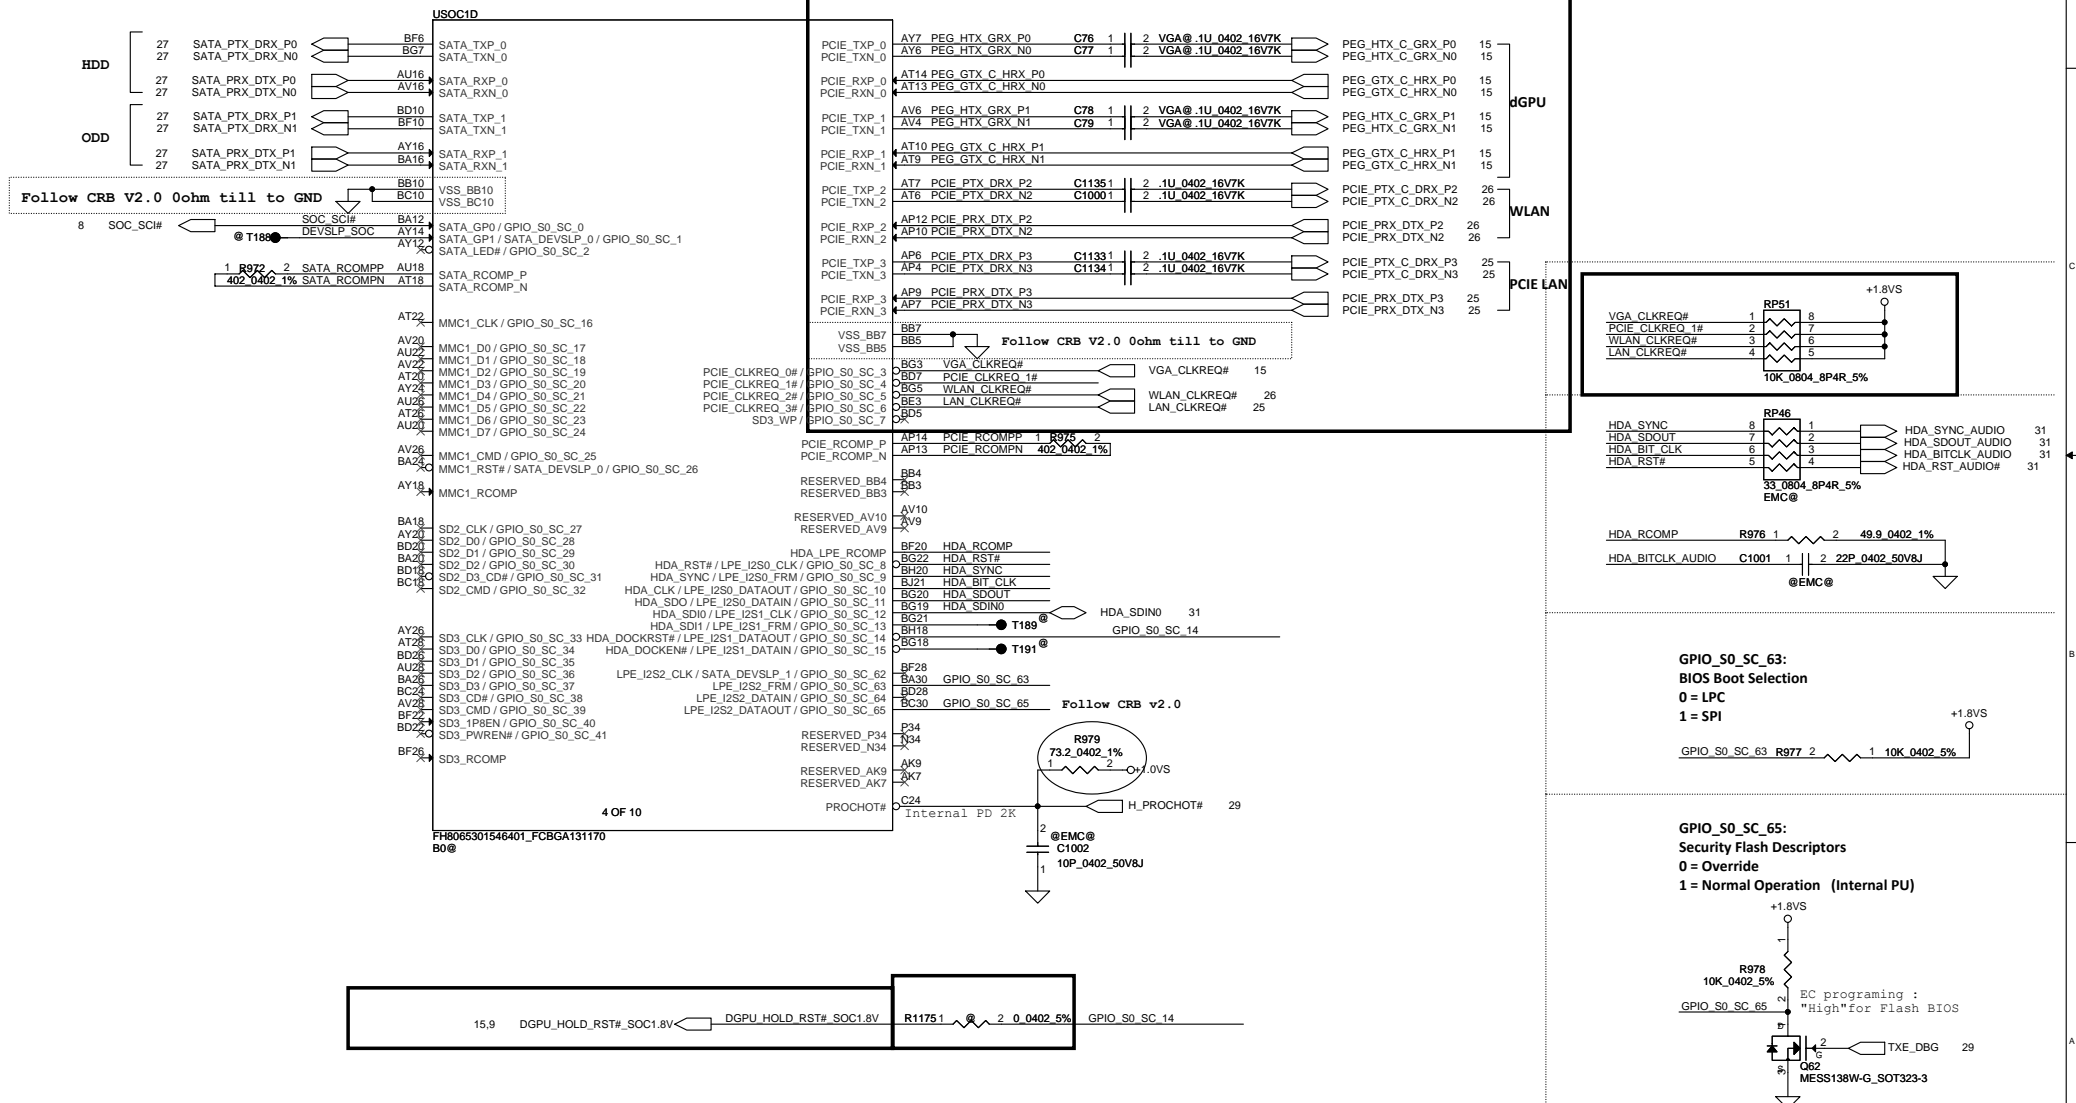 USOC1D
HDD
27 SATA_PTX_DRX_P0 BF6 SATA_TXP_0
27 SATA_PTX_DRX_N0 BG7 SATA_TXN_0
27 SATA_PRX_DTX_P0 AU16 SATA_RXP_0
27 SATA_PRX_DTX_N0 AV16 SATA_RXN_0
ODD
27 SATA_PTX_DRX_P1 BD10 SATA_TXP_1
27 SATA_PTX_DRX_N1 BF10 SATA_TXN_1
27 SATA_PRX_DTX_P1 AY16 SATA_RXP_1
27 SATA_PRX_DTX_N1 BA16 SATA_RXN_1
Follow CRB V2.0 0ohm till to GND
BB10 VSS_BB10
BC10 VSS_BC10
8 SOC_SCI# SOC_SCI# BA12 SATA_GP0 / GPIO_S0_SC_0
@ T188 DEVSLP_SOC AY14 SATA_GP1 / SATA_DEVSLP_0 / GPIO_S0_SC_1
AY12 SATA_LED# / GPIO_S0_SC_2
1 R972 2 SATA_RCOMPP AU18 SATA_RCOMP_P
402_0402_1% SATA_RCOMPN AT18 SATA_RCOMP_N
AT22 MMC1_CLK / GPIO_S0_SC_16
AV20 MMC1_D0 / GPIO_S0_SC_17
AU22 MMC1_D1 / GPIO_S0_SC_18
AV22 MMC1_D2 / GPIO_S0_SC_19
AT20 MMC1_D3 / GPIO_S0_SC_20
AY24 MMC1_D4 / GPIO_S0_SC_21
AU26 MMC1_D5 / GPIO_S0_SC_22
AT26 MMC1_D6 / GPIO_S0_SC_23
AU20 MMC1_D7 / GPIO_S0_SC_24
AV26 MMC1_CMD / GPIO_S0_SC_25
BA24 MMC1_RST# / SATA_DEVSLP_0 / GPIO_S0_SC_26
AY18 MMC1_RCOMP
BA18 SD2_CLK / GPIO_S0_SC_27
AY20 SD2_D0 / GPIO_S0_SC_28
BD20 SD2_D1 / GPIO_S0_SC_29
BA20 SD2_D2 / GPIO_S0_SC_30
BD18 SD2_D3_CD# / GPIO_S0_SC_31
BC18 SD2_CMD / GPIO_S0_SC_32
AY26 SD3_CLK / GPIO_S0_SC_33
AT28 SD3_D0 / GPIO_S0_SC_34
BD26 SD3_D1 / GPIO_S0_SC_35
AU28 SD3_D2 / GPIO_S0_SC_36
BA26 SD3_D3 / GPIO_S0_SC_37
BC24 SD3_CD# / GPIO_S0_SC_38
AV28 SD3_CMD / GPIO_S0_SC_39
BF22 SD3_1P8EN / GPIO_S0_SC_40
BD22 SD3_PWREN# / GPIO_S0_SC_41
BF26 SD3_RCOMP
4 OF 10
FH8065301546401_FCBGA131170
B0@
PCIE_TXP_0 AY7 PEG_HTX_GRX_P0 C76 1 2 VGA@ .1U_0402_16V7K PEG_HTX_C_GRX_P0 15
PCIE_TXN_0 AY6 PEG_HTX_GRX_N0 C77 1 2 VGA@ .1U_0402_16V7K PEG_HTX_C_GRX_N0 15
PCIE_RXP_0 AT14 PEG_GTX_C_HRX_P0 PEG_GTX_C_HRX_P0 15
PCIE_RXN_0 AT13 PEG_GTX_C_HRX_N0 PEG_GTX_C_HRX_N0 15
dGPU
PCIE_TXP_1 AV6 PEG_HTX_GRX_P1 C78 1 2 VGA@ .1U_0402_16V7K PEG_HTX_C_GRX_P1 15
PCIE_TXN_1 AV4 PEG_HTX_GRX_N1 C79 1 2 VGA@ .1U_0402_16V7K PEG_HTX_C_GRX_N1 15
PCIE_RXP_1 AT10 PEG_GTX_C_HRX_P1 PEG_GTX_C_HRX_P1 15
PCIE_RXN_1 AT9 PEG_GTX_C_HRX_N1 PEG_GTX_C_HRX_N1 15
PCIE_TXP_2 AT7 PCIE_PTX_DRX_P2 C1135 1 2 .1U_0402_16V7K PCIE_PTX_C_DRX_P2 26
PCIE_TXN_2 AT6 PCIE_PTX_DRX_N2 C1000 1 2 .1U_0402_16V7K PCIE_PTX_C_DRX_N2 26
WLAN
PCIE_RXP_2 AP12 PCIE_PRX_DTX_P2 PCIE_PRX_DTX_P2 26
PCIE_RXN_2 AP10 PCIE_PRX_DTX_N2 PCIE_PRX_DTX_N2 26
PCIE_TXP_3 AP6 PCIE_PTX_DRX_P3 C1133 1 2 .1U_0402_16V7K PCIE_PTX_C_DRX_P3 25
PCIE_TXN_3 AP4 PCIE_PTX_DRX_N3 C1134 1 2 .1U_0402_16V7K PCIE_PTX_C_DRX_N3 25
PCIE LAN
PCIE_RXP_3 AP9 PCIE_PRX_DTX_P3 PCIE_PRX_DTX_P3 25
PCIE_RXN_3 AP7 PCIE_PRX_DTX_N3 PCIE_PRX_DTX_N3 25
VSS_BB7 BB7
VSS_BB5 BB5
Follow CRB V2.0 0ohm till to GND
PCIE_CLKREQ_0# / GPIO_S0_SC_3 BG3 VGA_CLKREQ# VGA_CLKREQ# 15
PCIE_CLKREQ_1# / GPIO_S0_SC_4 BD7 PCIE_CLKREQ_1#
PCIE_CLKREQ_2# / GPIO_S0_SC_5 BG5 WLAN_CLKREQ# WLAN_CLKREQ# 26
PCIE_CLKREQ_3# / GPIO_S0_SC_6 BE3 LAN_CLKREQ# LAN_CLKREQ# 25
SD3_WP / GPIO_S0_SC_7 BD5
PCIE_RCOMP_P AP14 PCIE_RCOMPP 1 R975 2
PCIE_RCOMP_N AP13 PCIE_RCOMPN 402_0402_1%
RESERVED_BB4 BB4
RESERVED_BB3 BB3
RESERVED_AV10 AV10
RESERVED_AV9 AV9
HDA_LPE_RCOMP BF20 HDA_RCOMP
HDA_RST# / LPE_I2S0_CLK / GPIO_S0_SC_8 BG22 HDA_RST#
HDA_SYNC / LPE_I2S0_FRM / GPIO_S0_SC_9 BH20 HDA_SYNC
HDA_CLK / LPE_I2S0_DATAOUT / GPIO_S0_SC_10 BJ21 HDA_BIT_CLK
HDA_SDO / LPE_I2S0_DATAIN / GPIO_S0_SC_11 BG20 HDA_SDOUT
HDA_SDI0 / LPE_I2S1_CLK / GPIO_S0_SC_12 BG19 HDA_SDIN0 HDA_SDIN0 31
HDA_SDI1 / LPE_I2S1_FRM / GPIO_S0_SC_13 BG21 T189 @
HDA_DOCKRST# / LPE_I2S1_DATAOUT / GPIO_S0_SC_14 BH18 GPIO_S0_SC_14
HDA_DOCKEN# / LPE_I2S1_DATAIN / GPIO_S0_SC_15 BG18 T191 @
LPE_I2S2_CLK / SATA_DEVSLP_1 / GPIO_S0_SC_62 BF28
LPE_I2S2_FRM / GPIO_S0_SC_63 BA30 GPIO_S0_SC_63
LPE_I2S2_DATAIN / GPIO_S0_SC_64 BD28
LPE_I2S2_DATAOUT / GPIO_S0_SC_65 BC30 GPIO_S0_SC_65
Follow CRB v2.0
RESERVED_P34 P34
RESERVED_N34 N34
R979
73.2_0402_1%
1 2 +1.0VS
RESERVED_AK9 AK9
RESERVED_AK7 AK7
PROCHOT# C24 H_PROCHOT# 29
Internal PD 2K
2
@EMC@
C1002
10P_0402_50V8J
1
15,9 DGPU_HOLD_RST#_SOC1.8V DGPU_HOLD_RST#_SOC1.8V R1175 1 @ 2 0_0402_5% GPIO_S0_SC_14
RP51 +1.8VS
VGA_CLKREQ# 1 8
PCIE_CLKREQ_1# 2 7
WLAN_CLKREQ# 3 6
LAN_CLKREQ# 4 5
10K_0804_8P4R_5%
RP46
HDA_SYNC 8 1 HDA_SYNC_AUDIO 31
HDA_SDOUT 7 2 HDA_SDOUT_AUDIO 31
HDA_BIT_CLK 6 3 HDA_BITCLK_AUDIO 31
HDA_RST# 5 4 HDA_RST_AUDIO# 31
33_0804_8P4R_5%
EMC@
HDA_RCOMP R976 1 2 49.9_0402_1%
HDA_BITCLK_AUDIO C1001 1 2 22P_0402_50V8J
@EMC@
GPIO_S0_SC_63:
BIOS Boot Selection
0 = LPC
1 = SPI
+1.8VS
GPIO_S0_SC_63 R977 2 1 10K_0402_5%
GPIO_S0_SC_65:
Security Flash Descriptors
0 = Override
1 = Normal Operation (Internal PU)
+1.8VS
1
R978
10K_0402_5%
2
EC programing :
"High"for Flash BIOS
GPIO_S0_SC_65
D
2 TXE_DBG 29
G
Q62
S
MESS138W-G_SOT323-3
C
B
A